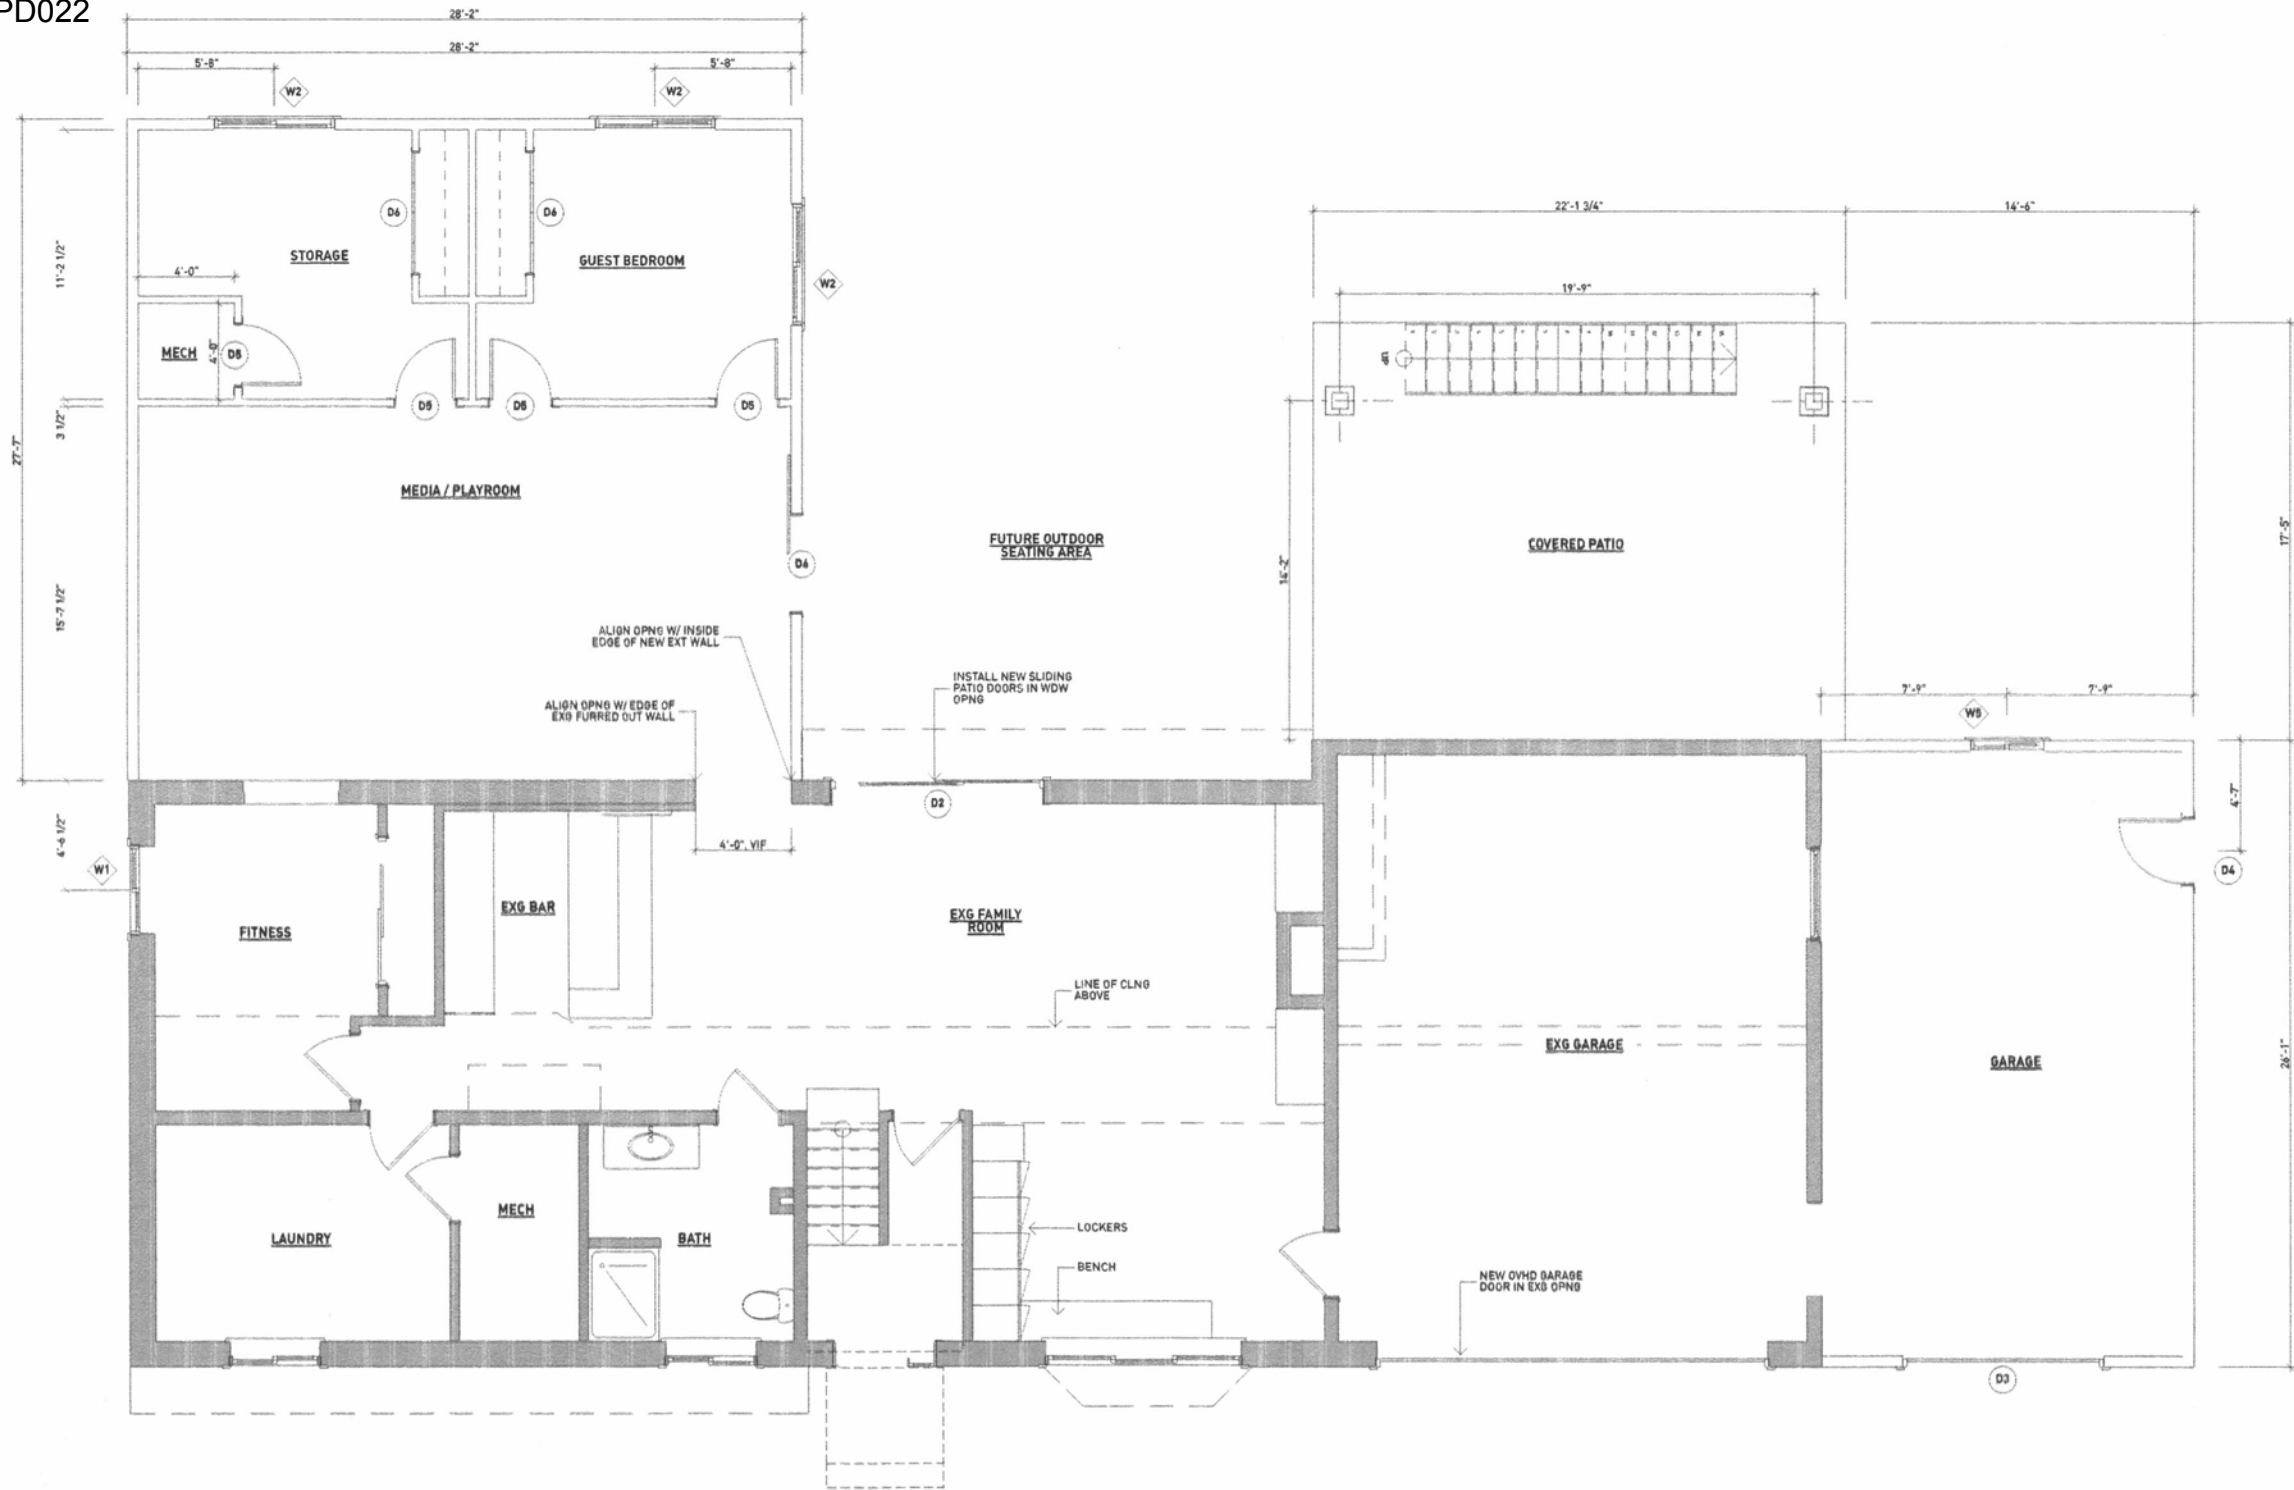 PD022
28'-2"
28'-2"
5'-8"
5'-8"
W2
W2
22'-1 3/4"
14'-6"
D6
D6
11'-2 1/2"
STORAGE
GUEST BEDROOM
4'-0"
W2
19'-9"
MECH
4'-0"
UP
D5
D5
3 1/2"
27'-7"
MEDIA / PLAYROOM
FUTURE OUTDOOR
SEATING AREA
COVERED PATIO
17'-5"
D6
15'-7 1/2"
ALIGN OPNG W/ INSIDE
EDGE OF NEW EXT WALL
INSTALL NEW SLIDING
PATIO DOORS IN WDW
OPNG
7'-9"
7'-9"
ALIGN OPNG W/ EDGE OF
EXG FURRED OUT WALL
W5
D2
4'-7"
4'-6 1/2"
4'-0", VIF
W1
D4
EXG BAR
EXG FAMILY
ROOM
FITNESS
LINE OF CLNG
ABOVE
EXG GARAGE
GARAGE
26'-1"
MECH
LOCKERS
LAUNDRY
BATH
BENCH
NEW OVHD GARAGE
DOOR IN EXG OPNG
D3